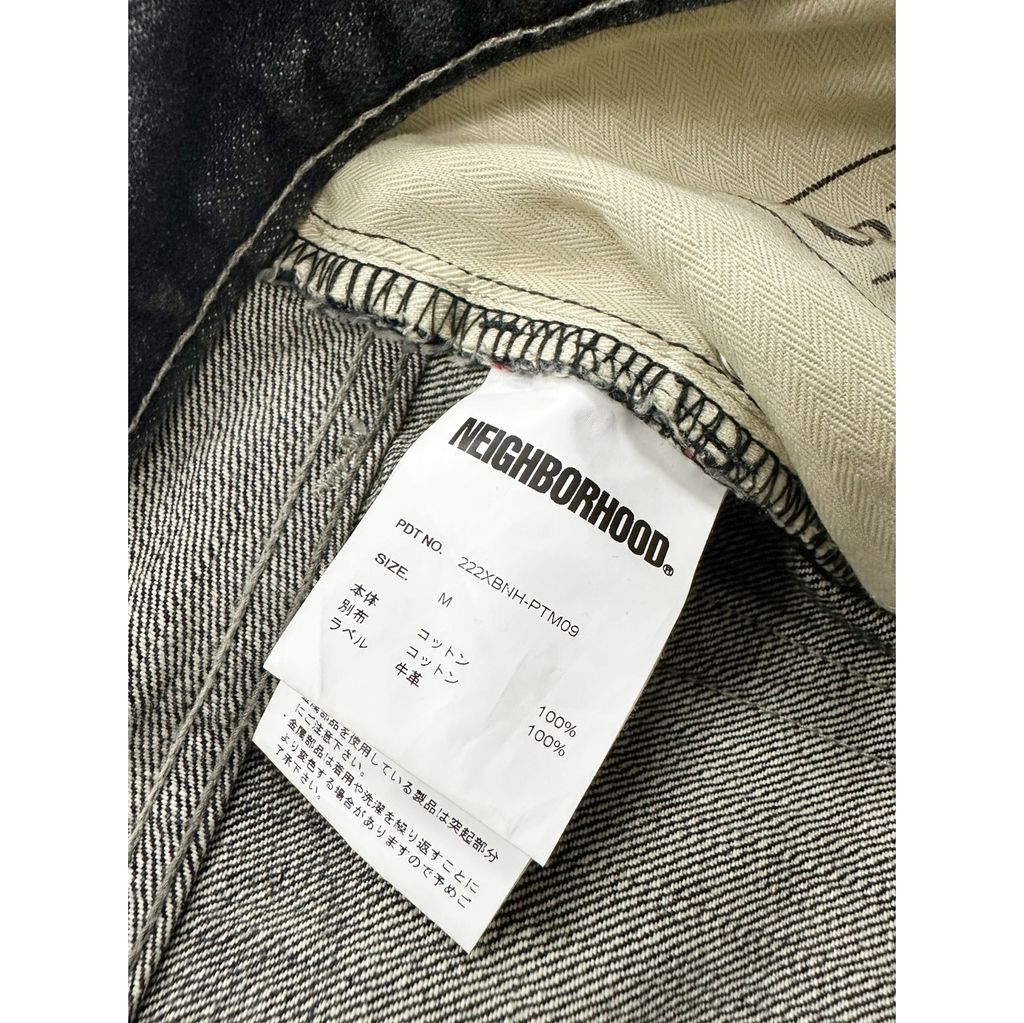 NEIGHBORHOOD®
PDT NO. 222XBNH-PTM09
SIZE. M
本体 コットン 100%
別布 コットン 100%
ラベル 牛革
金属部品を使用している製品は突起部分
にご注意下さい。
金属部品は着用や洗濯を繰り返すことに
より変色する場合がありますので予めご
了承下さい。